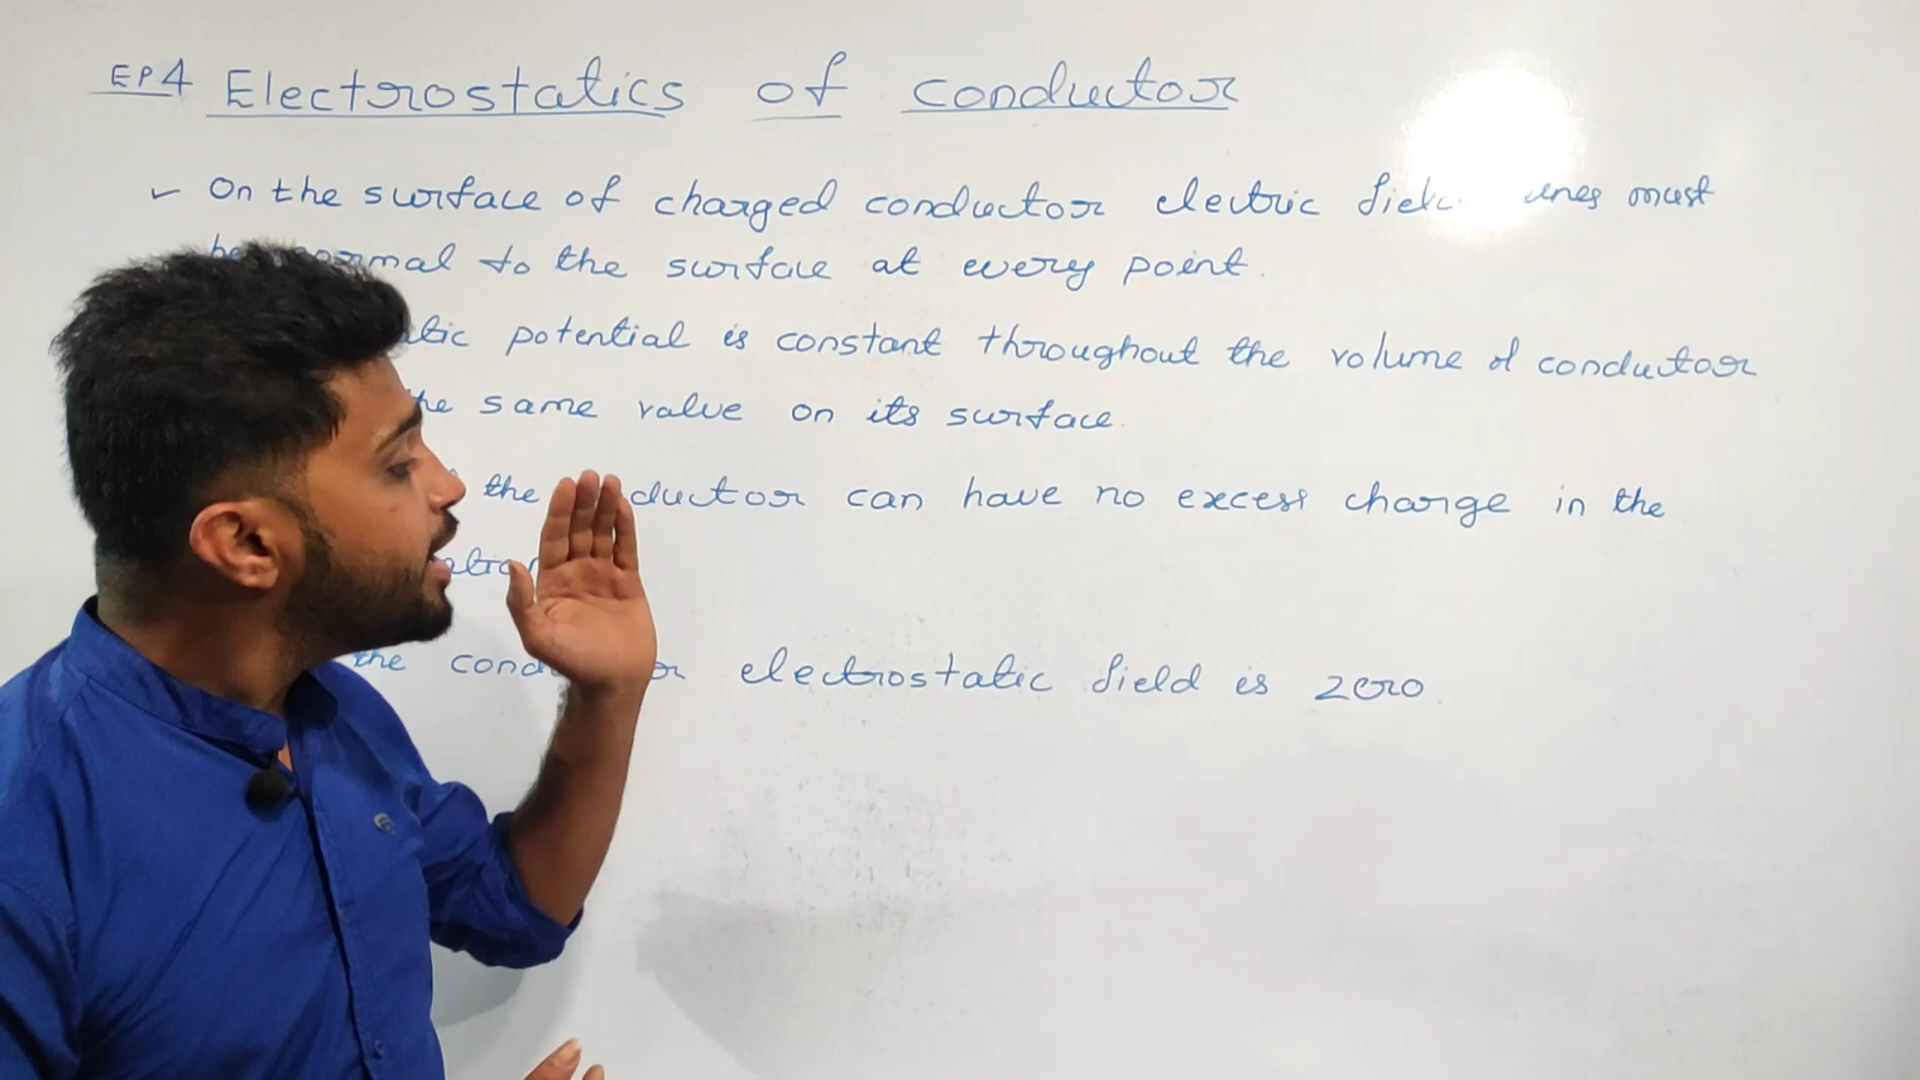 EP4 Electrostatics of conductor
On the surface of charged conductor electric must
normal to the surface at every point.
potential is constant throughout the volume of conductor
same value on its surface.
the can have no excess charge in the
the electrostatic field is zero.